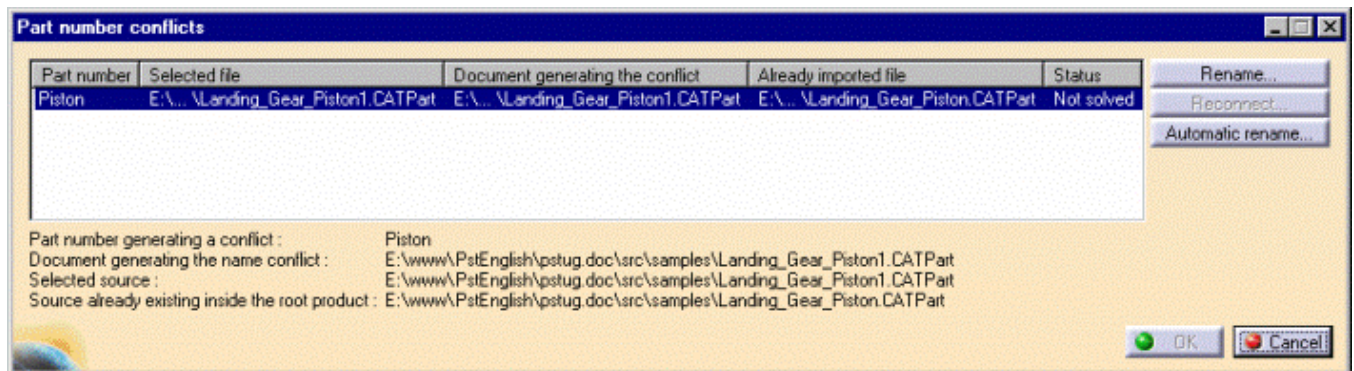 Part number conflicts
Part number Selected file Document generating the conflict Already imported file Status
Piston E:\... \Landing_Gear_Piston1.CATPart E:\... \Landing_Gear_Piston1.CATPart E:\... \Landing_Gear_Piston.CATPart Not solved
Rename...
Reconnect...
Automatic rename...
Part number generating a conflict : Piston
Document generating the name conflict : E:\www\PstEnglish\pstug.doc\src\samples\Landing_Gear_Piston1.CATPart
Selected source : E:\www\PstEnglish\pstug.doc\src\samples\Landing_Gear_Piston1.CATPart
Source already existing inside the root product : E:\www\PstEnglish\pstug.doc\src\samples\Landing_Gear_Piston.CATPart
OK Cancel